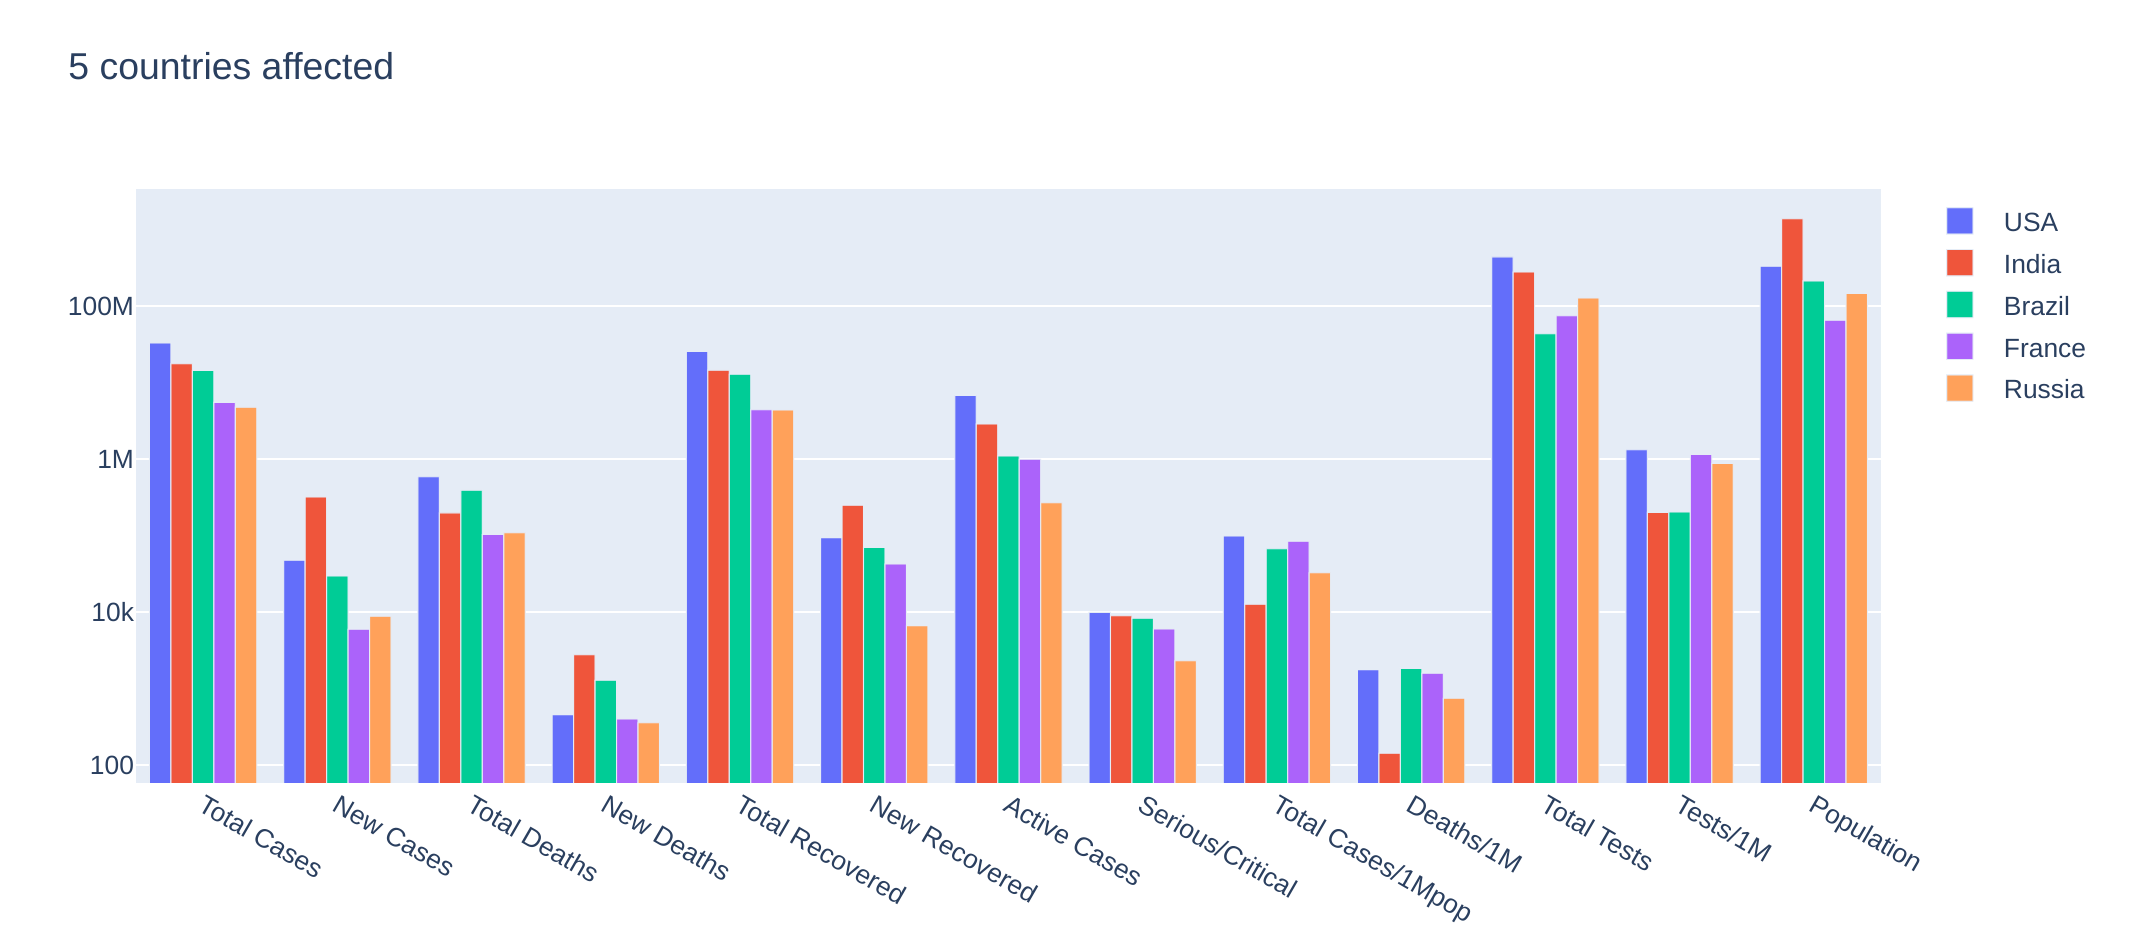 5 countries affected
100M
1M
10k
100
Total Cases
New Cases
Total Deaths
New Deaths
Total Recovered
New Recovered
Active Cases
Serious/Critical
Total Cases/1Mpop
Deaths/1M
Total Tests
Tests/1M
Population
USA
India
Brazil
France
Russia